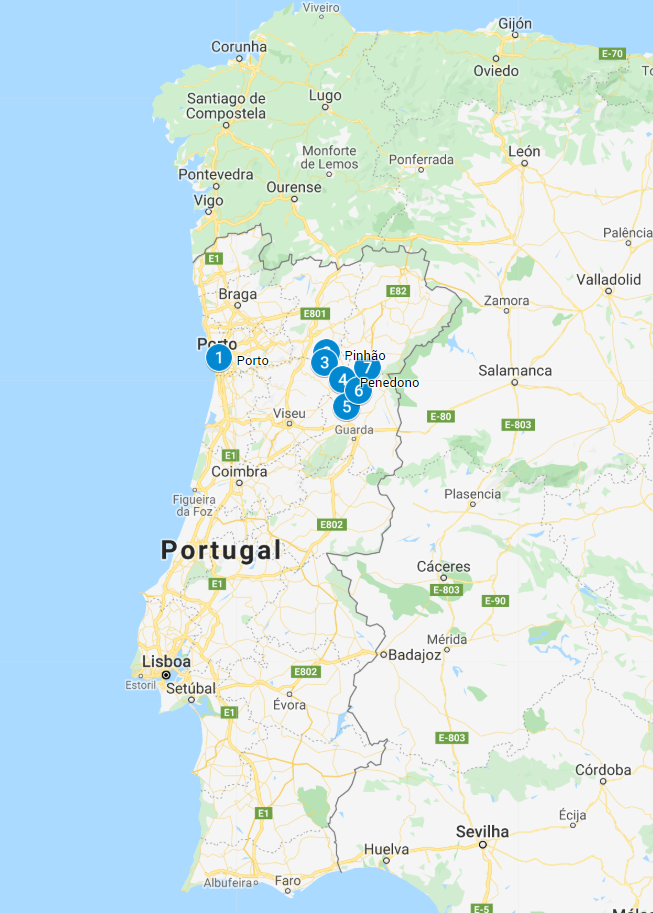 Viveiro
Gijón
Corunha
E-70
Oviedo
Lugo
Santiago de
Compostela
León
Monforte
de Lemos
Ponferrada
Pontevedra
Ourense
Vigo
Palência
E1
Valladolid
E82
Braga
Zamora
E801
Porto
1
Porto
Pinhão
3
7
Salamanca
4
Penedono
6
5
Viseu
E-80
E-803
Guarda
E1
Coimbra
Plasencia
Figueira
da Foz
E802
Portugal
Cáceres
E1
E-803
E-90
Mérida
Badajoz
Lisboa
E802
Estoril
Setúbal
Évora
E1
E-803
Córdoba
E1
Écija
Sevilha
Huelva
Albufeira
Faro
E-5